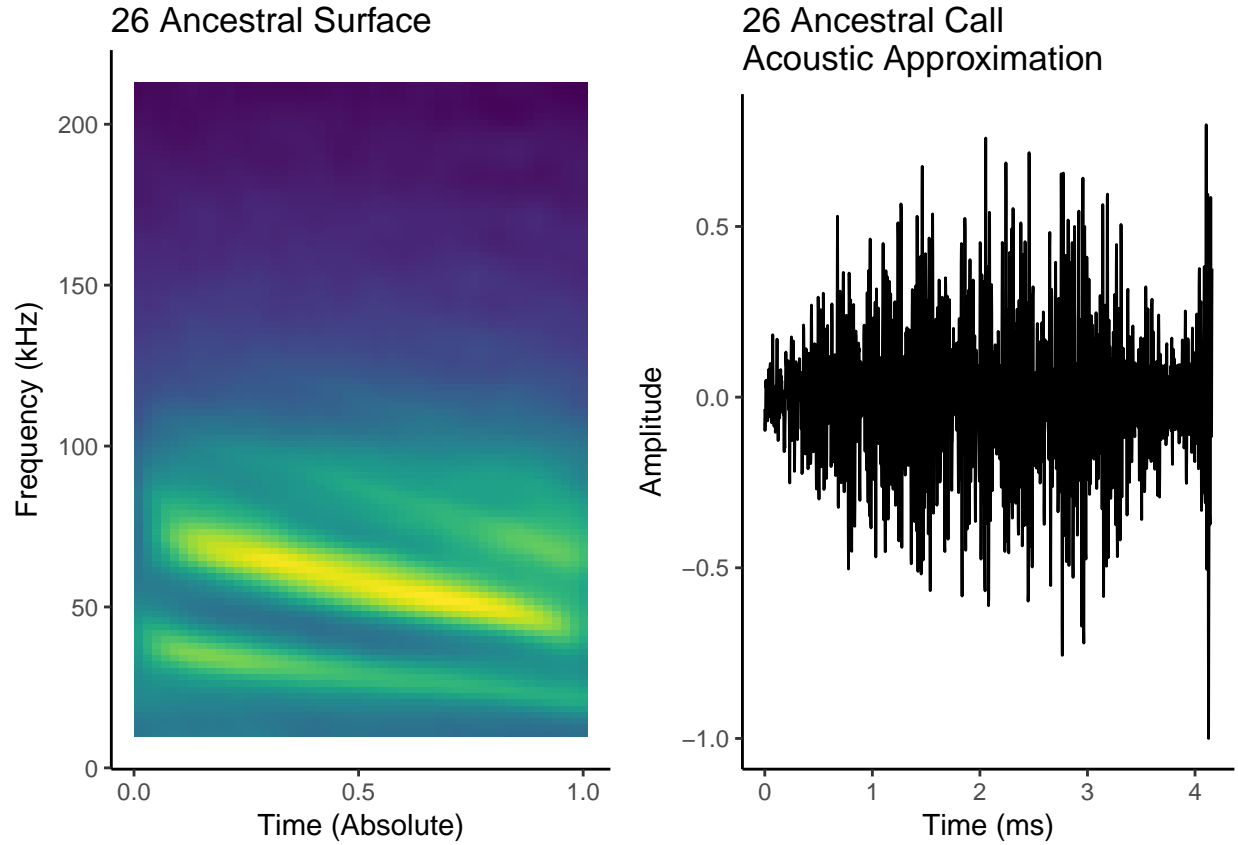 26 Ancestral Surface
200
150
100
50
0
Frequency (kHz)
0.0 0.5 1.0
Time (Absolute)
26 Ancestral Call
Acoustic Approximation
0.5
0.0
−0.5
−1.0
Amplitude
0 1 2 3 4
Time (ms)